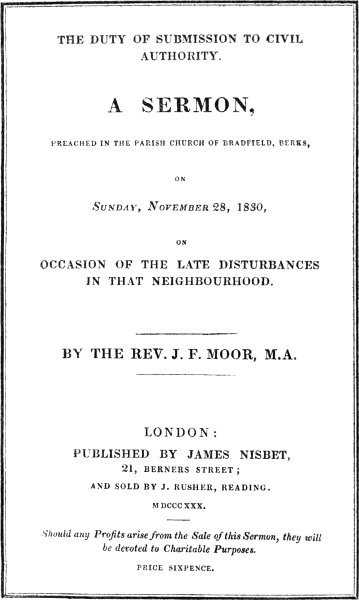 THE DUTY OF SUBMISSION TO CIVIL
AUTHORITY.
A SERMON,
PREACHED IN THE PARISH CHURCH OF BRADFIELD, BERKS,
ON
SUNDAY, NOVEMBER 28, 1830,
ON
OCCASION OF THE LATE DISTURBANCES
IN THAT NEIGHBOURHOOD.
BY THE REV. J. F. MOOR, M.A.
LONDON:
PUBLISHED BY JAMES NISBET,
21, BERNERS STREET;
AND SOLD BY J. RUSHER, READING.
MDCCCXXX.
Should any Profits arise from the Sale of this Sermon, they will
be devoted to Charitable Purposes.
PRICE SIXPENCE.